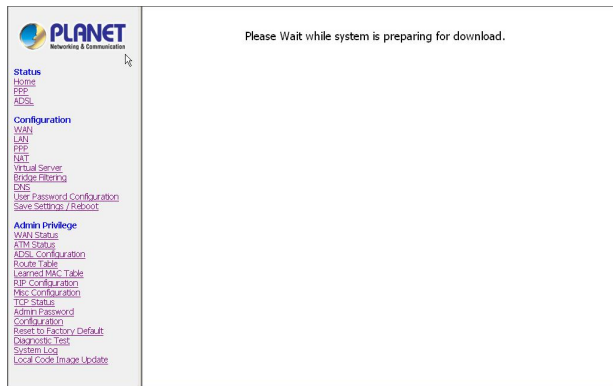 PLANET
Networking & Communication
Please Wait while system is preparing for download.
Status
Home
PPP
ADSL
Configuration
WAN
LAN
PPP
NAT
Virtual Server
Bridge Filtering
DNS
User Password Configuration
Save Settings / Reboot
Admin Privilege
WAN Status
ATM Status
ADSL Configuration
Route Table
Learned MAC Table
RIP Configuration
Misc Configuration
TCP Status
Admin Password
Configuration
Reset to Factory Default
Diagnostic Test
System Log
Local Code Image Update